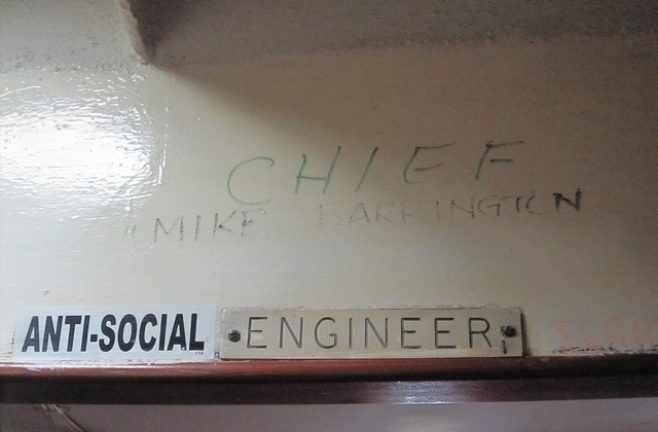 CHIEF
"MIKE BARRINGTON
ANTI-SOCIAL ENGINEER